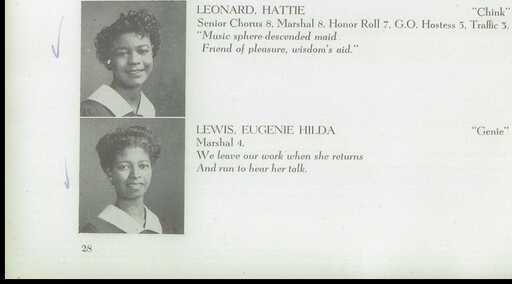 LEONARD, HATTIE "Chink"
Senior Chorus 8, Marshal 8, Honor Roll 7, G.O. Hostess 5, Traffic 3.
"Music sphere-descended maid
Friend of pleasure, wisdom's aid."
LEWIS, EUGENIE HILDA "Genie"
Marshal 4.
We leave our work when she returns
And run to hear her talk.
28